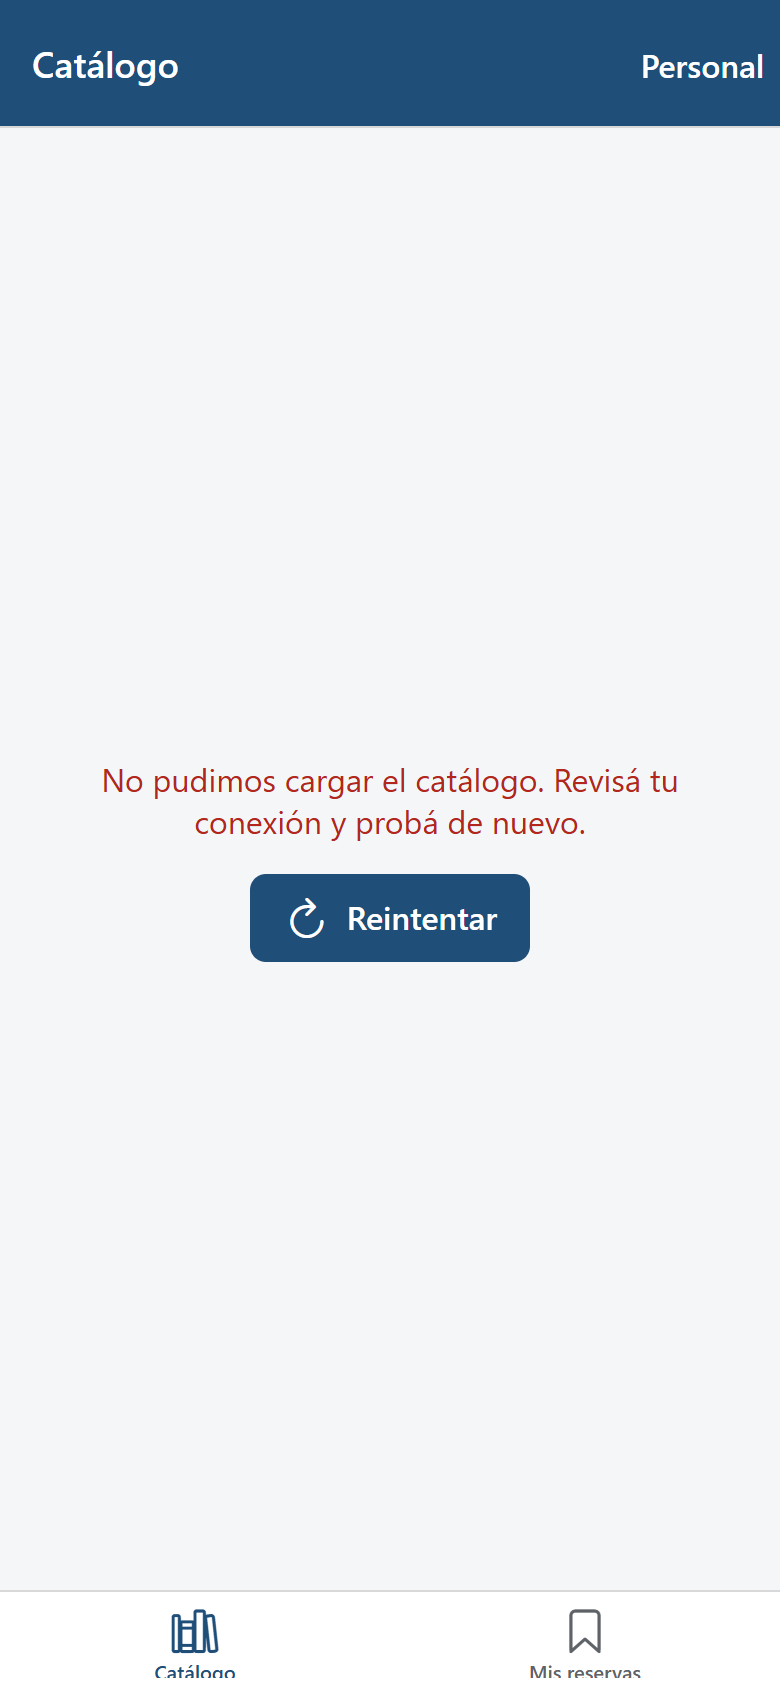 Catálogo
Personal
No pudimos cargar el catálogo. Revisá tu
conexión y probá de nuevo.
Reintentar
Catálogo
Mis reservas